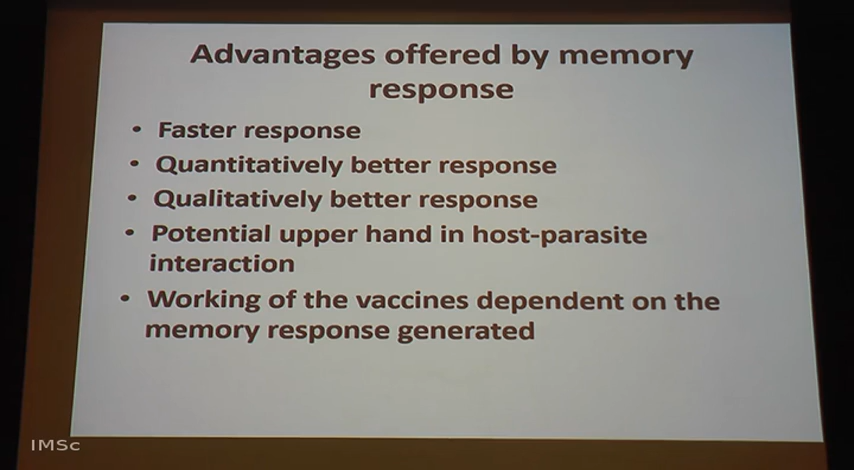 Advantages offered by memory
response
• Faster response
• Quantitatively better response
• Qualitatively better response
• Potential upper hand in host-parasite
interaction
• Working of the vaccines dependent on the
memory response generated
IMSc